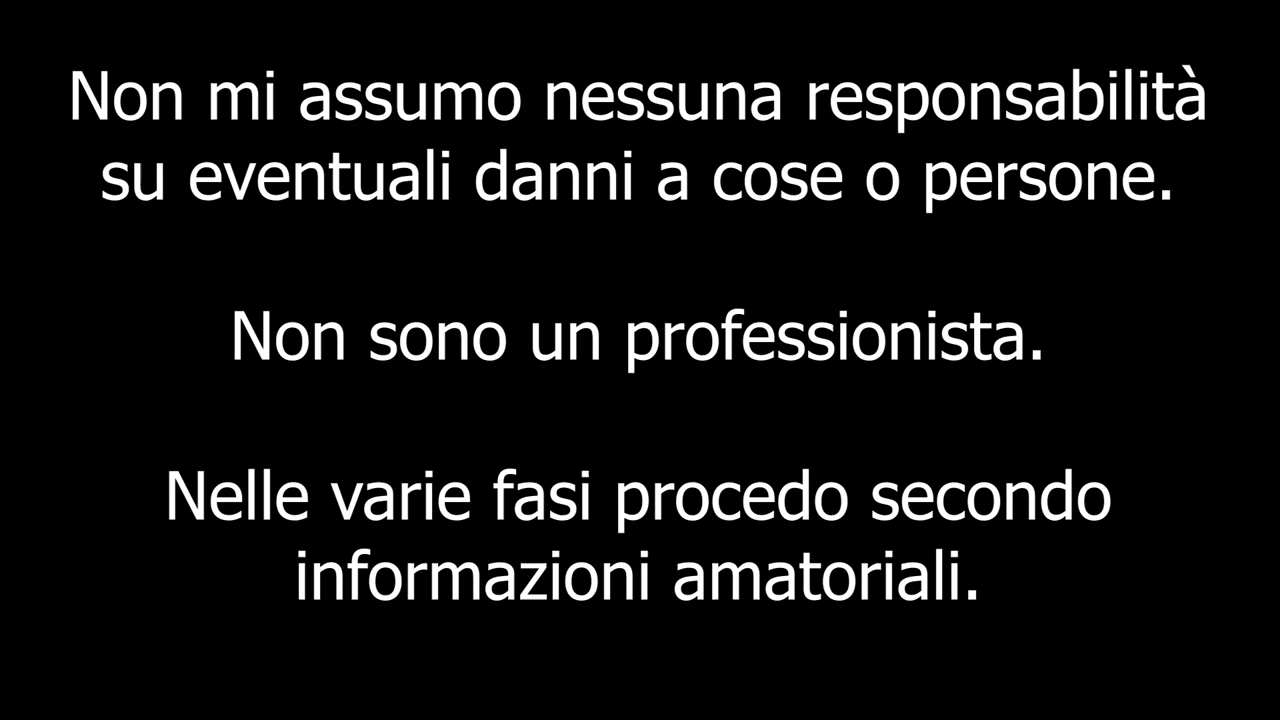 Non mi assumo nessuna responsabilità
su eventuali danni a cose o persone.
Non sono un professionista.
Nelle varie fasi procedo secondo
informazioni amatoriali.